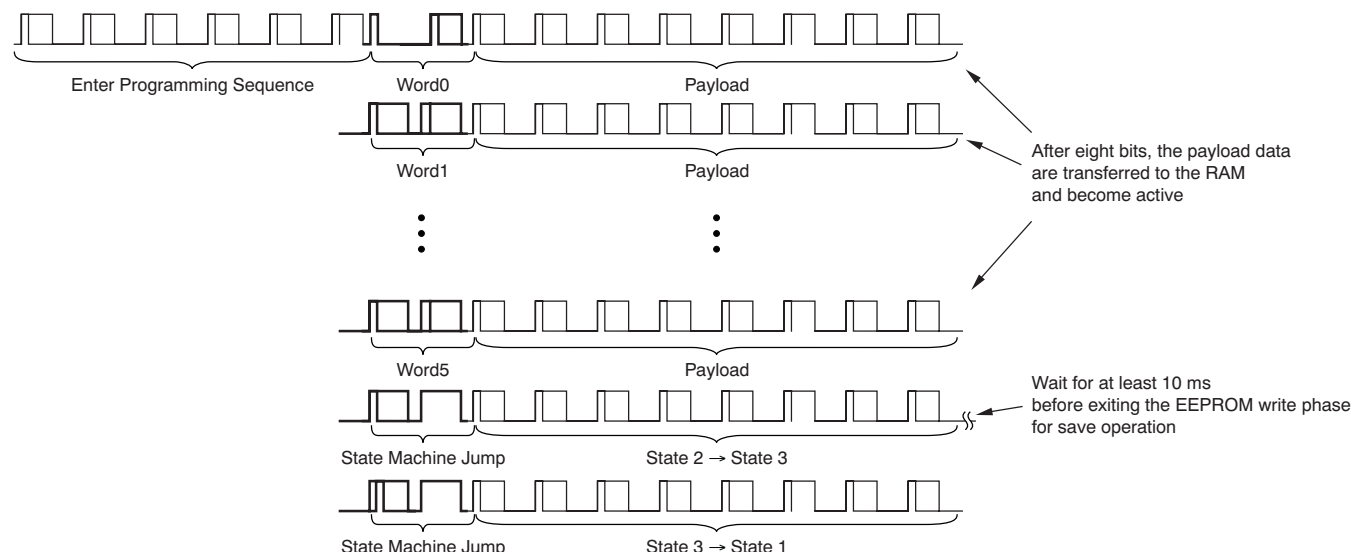 Enter Programming Sequence
Word0
Payload
Word1
Payload
After eight bits, the payload data
are transferred to the RAM
and become active
Word5
Payload
Wait for at least 10 ms
before exiting the EEPROM write phase
for save operation
State Machine Jump
State 2 → State 3
State Machine Jump
State 3 → State 1